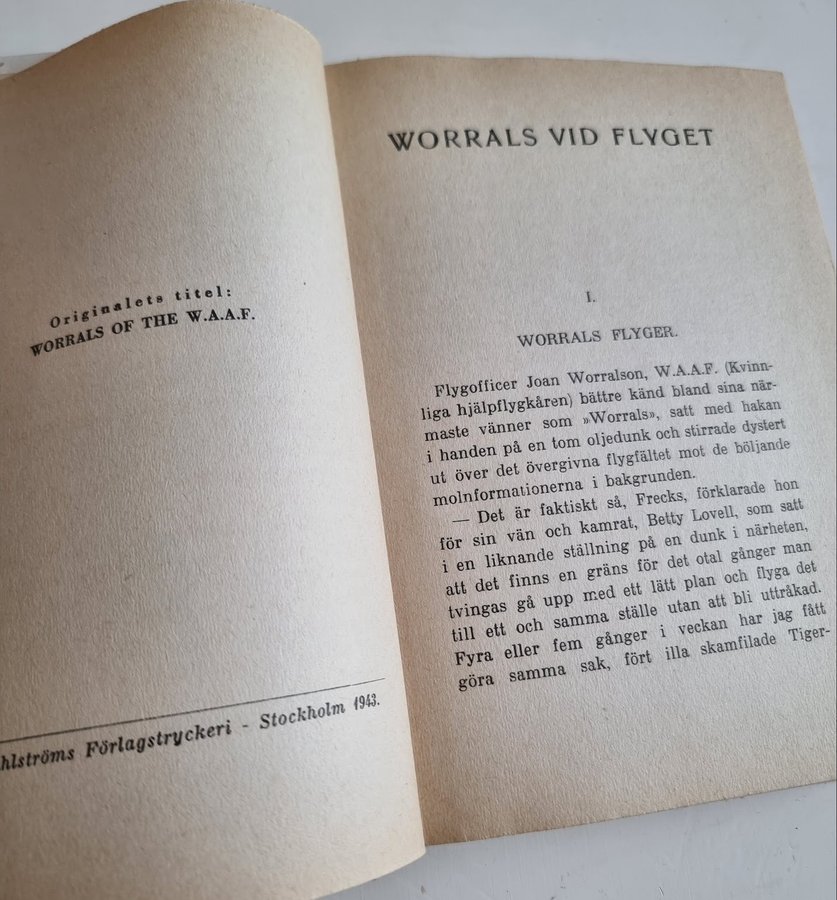 Originalets titel:
WORRALS OF THE W.A.A.F.
hlströms Förlagstryckeri - Stockholm 1943.
WORRALS VID FLYGET
I.
WORRALS FLYGER.
Flygofficer Joan Worralson, W.A.A.F. (Kvinn-
liga hjälpflygkåren) bättre känd bland sina när-
maste vänner som »Worrals», satt med hakan
i handen på en tom oljedunk och stirrade dystert
ut över det övergivna flygfältet mot de böljande
molnformationerna i bakgrunden.
— Det är faktiskt så, Frecks, förklarade hon
för sin vän och kamrat, Betty Lovell, som satt
i en liknande ställning på en dunk i närheten,
att det finns en gräns för det otal gånger man
tvingas gå upp med ett lätt plan och flyga det
till ett och samma ställe utan att bli uttråkad.
Fyra eller fem gånger i veckan har jag fått
göra samma sak, fört illa skamfilade Tiger-